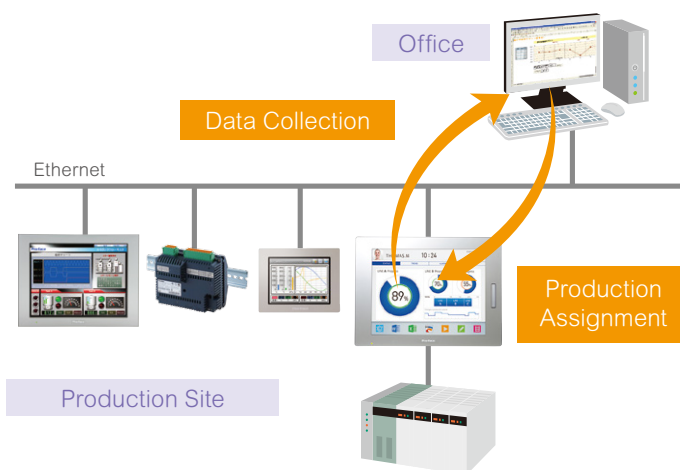 Office
Data Collection
Ethernet
10:24
89%
Production
Assignment
Production Site